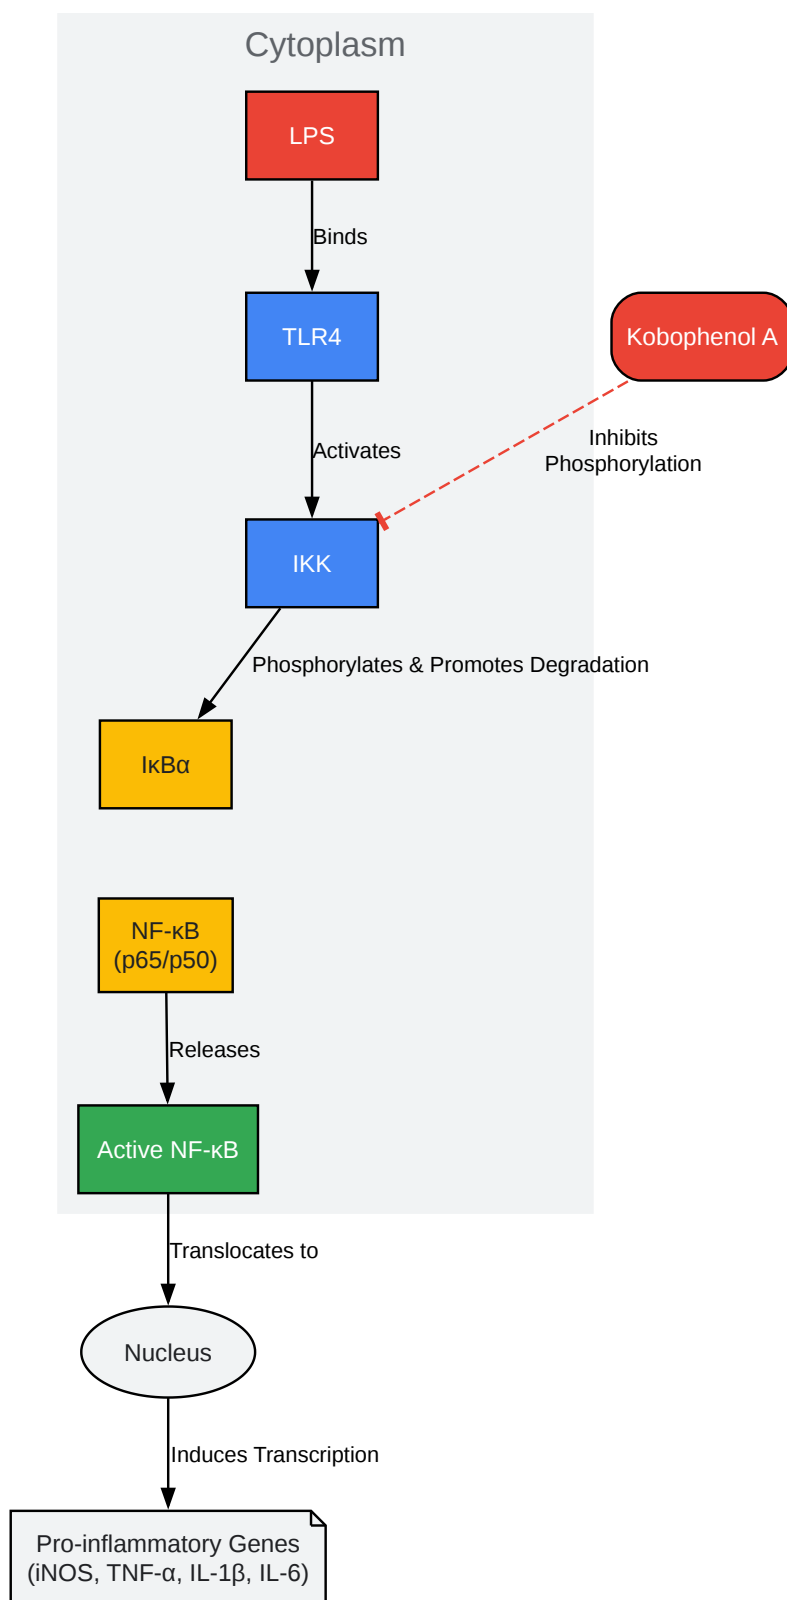 Cytoplasm
LPS
Binds
TLR4
Kobophenol A
Activates
Inhibits
Phosphorylation
IKK
Phosphorylates & Promotes Degradation
IκBα
NF-κB
(p65/p50)
Releases
Active NF-κB
Translocates to
Nucleus
Induces Transcription
Pro-inflammatory Genes
(iNOS, TNF-α, IL-1β, IL-6)